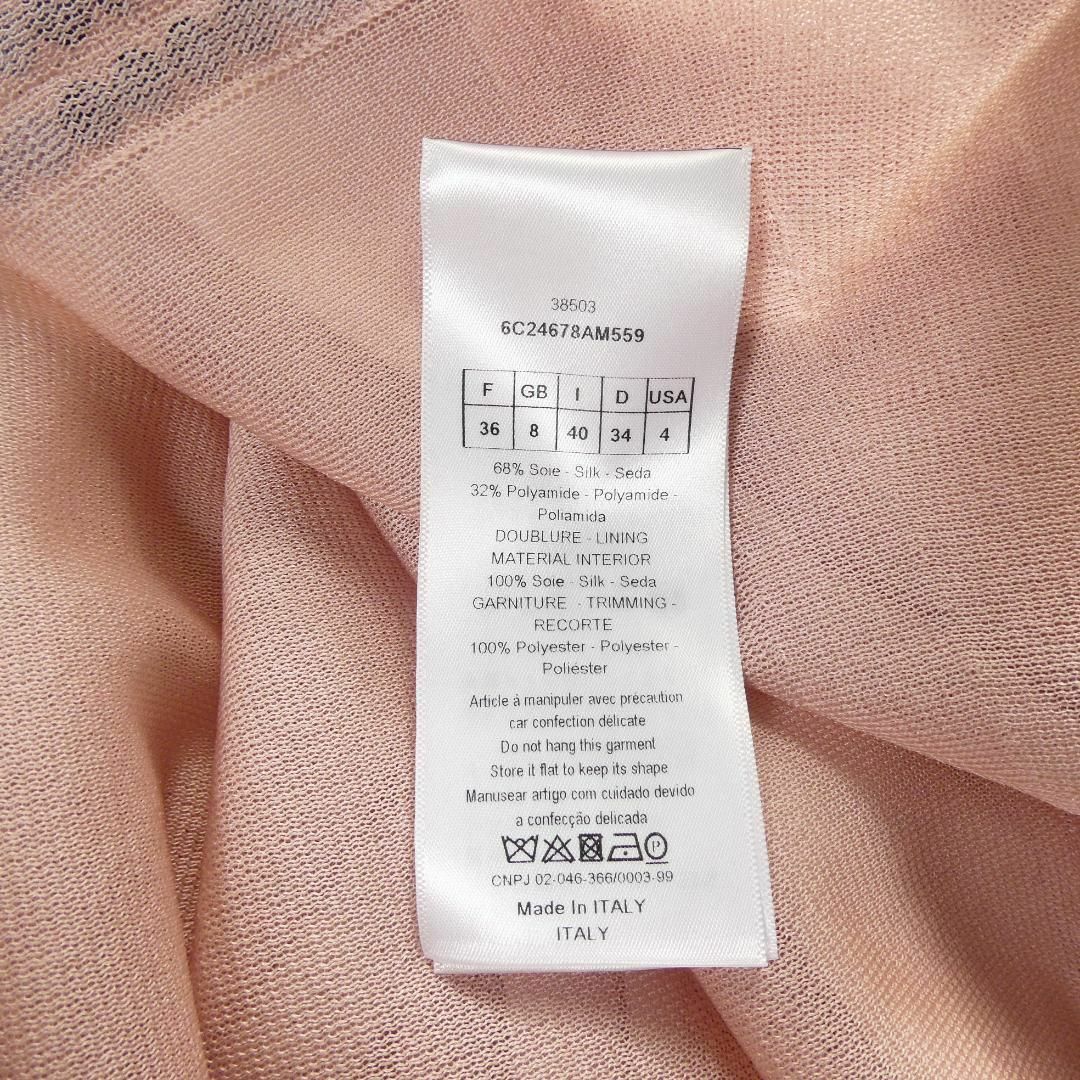 38503
6C24678AM559
F GB I D USA
36 8 40 34 4
68% Soie - Silk - Seda
32% Polyamide - Polyamide -
Poliamida
DOUBLURE - LINING
MATERIAL INTERIOR
100% Soie - Silk - Seda
GARNITURE - TRIMMING -
RECORTE
100% Polyester - Polyester -
Poliéster
Article à manipuler avec précaution
car confection délicate
Do not hang this garment
Store it flat to keep its shape
Manusear artigo com cuidado devido
a confecção delicada
P
CNPJ 02-046-366/0003-99
Made In ITALY
ITALY